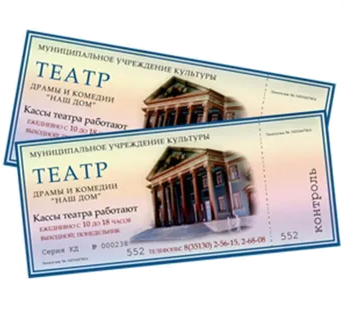 МУНИЦИПАЛЬНОЕ УЧРЕЖДЕНИЕ КУЛЬТУРЫ
ТЕАТР
ДРАМЫ И КОМЕДИИ
"НАШ ДОМ"
Кассы театра работают
ЕЖЕДНЕВНО С 10 ДО 18
ВЫХОДНОЙ:
МУНИЦИПАЛЬНОЕ УЧРЕЖДЕНИЕ КУЛЬТУРЫ
ТЕАТР
ДРАМЫ И КОМЕДИИ
"НАШ ДОМ"
Кассы театра работают
ЕЖЕДНЕВНО С 10 ДО 18 ЧАСОВ
ВЫХОДНОЙ: ПОНЕДЕЛЬНИК
Серия КД № 000238
552 ТЕЛЕФОНЫ: 8(35130) 2-56-15, 2-68-08
552
КОНТРОЛЬ